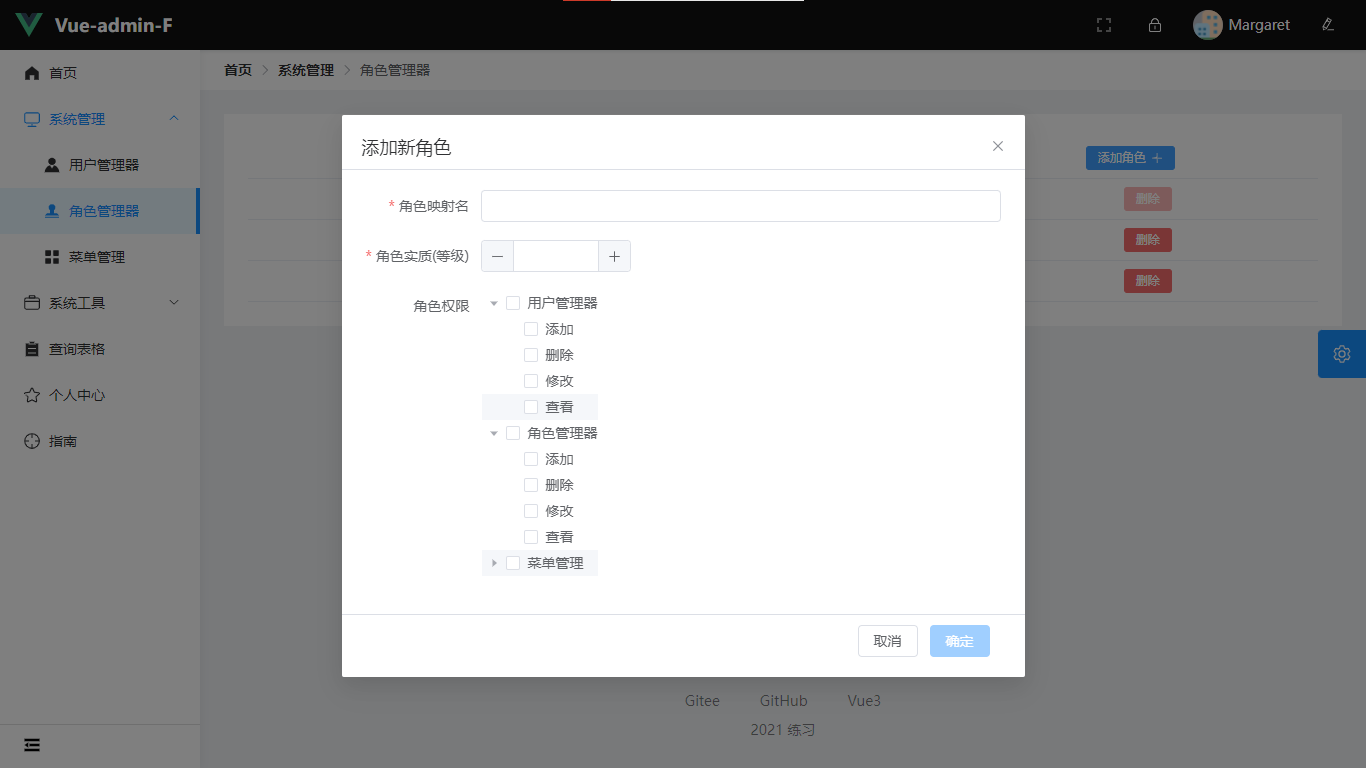 Vue-admin-F
Margaret
首页
系统管理
用户管理器
角色管理器
菜单管理
系统工具
查询表格
个人中心
指南
首页 系统管理 角色管理器
添加角色
删除
删除
删除
添加新角色
* 角色映射名
* 角色实质(等级)
角色权限
用户管理器
添加
删除
修改
查看
角色管理器
添加
删除
修改
查看
菜单管理
取消 确定
Gitee GitHub Vue3
2021 练习